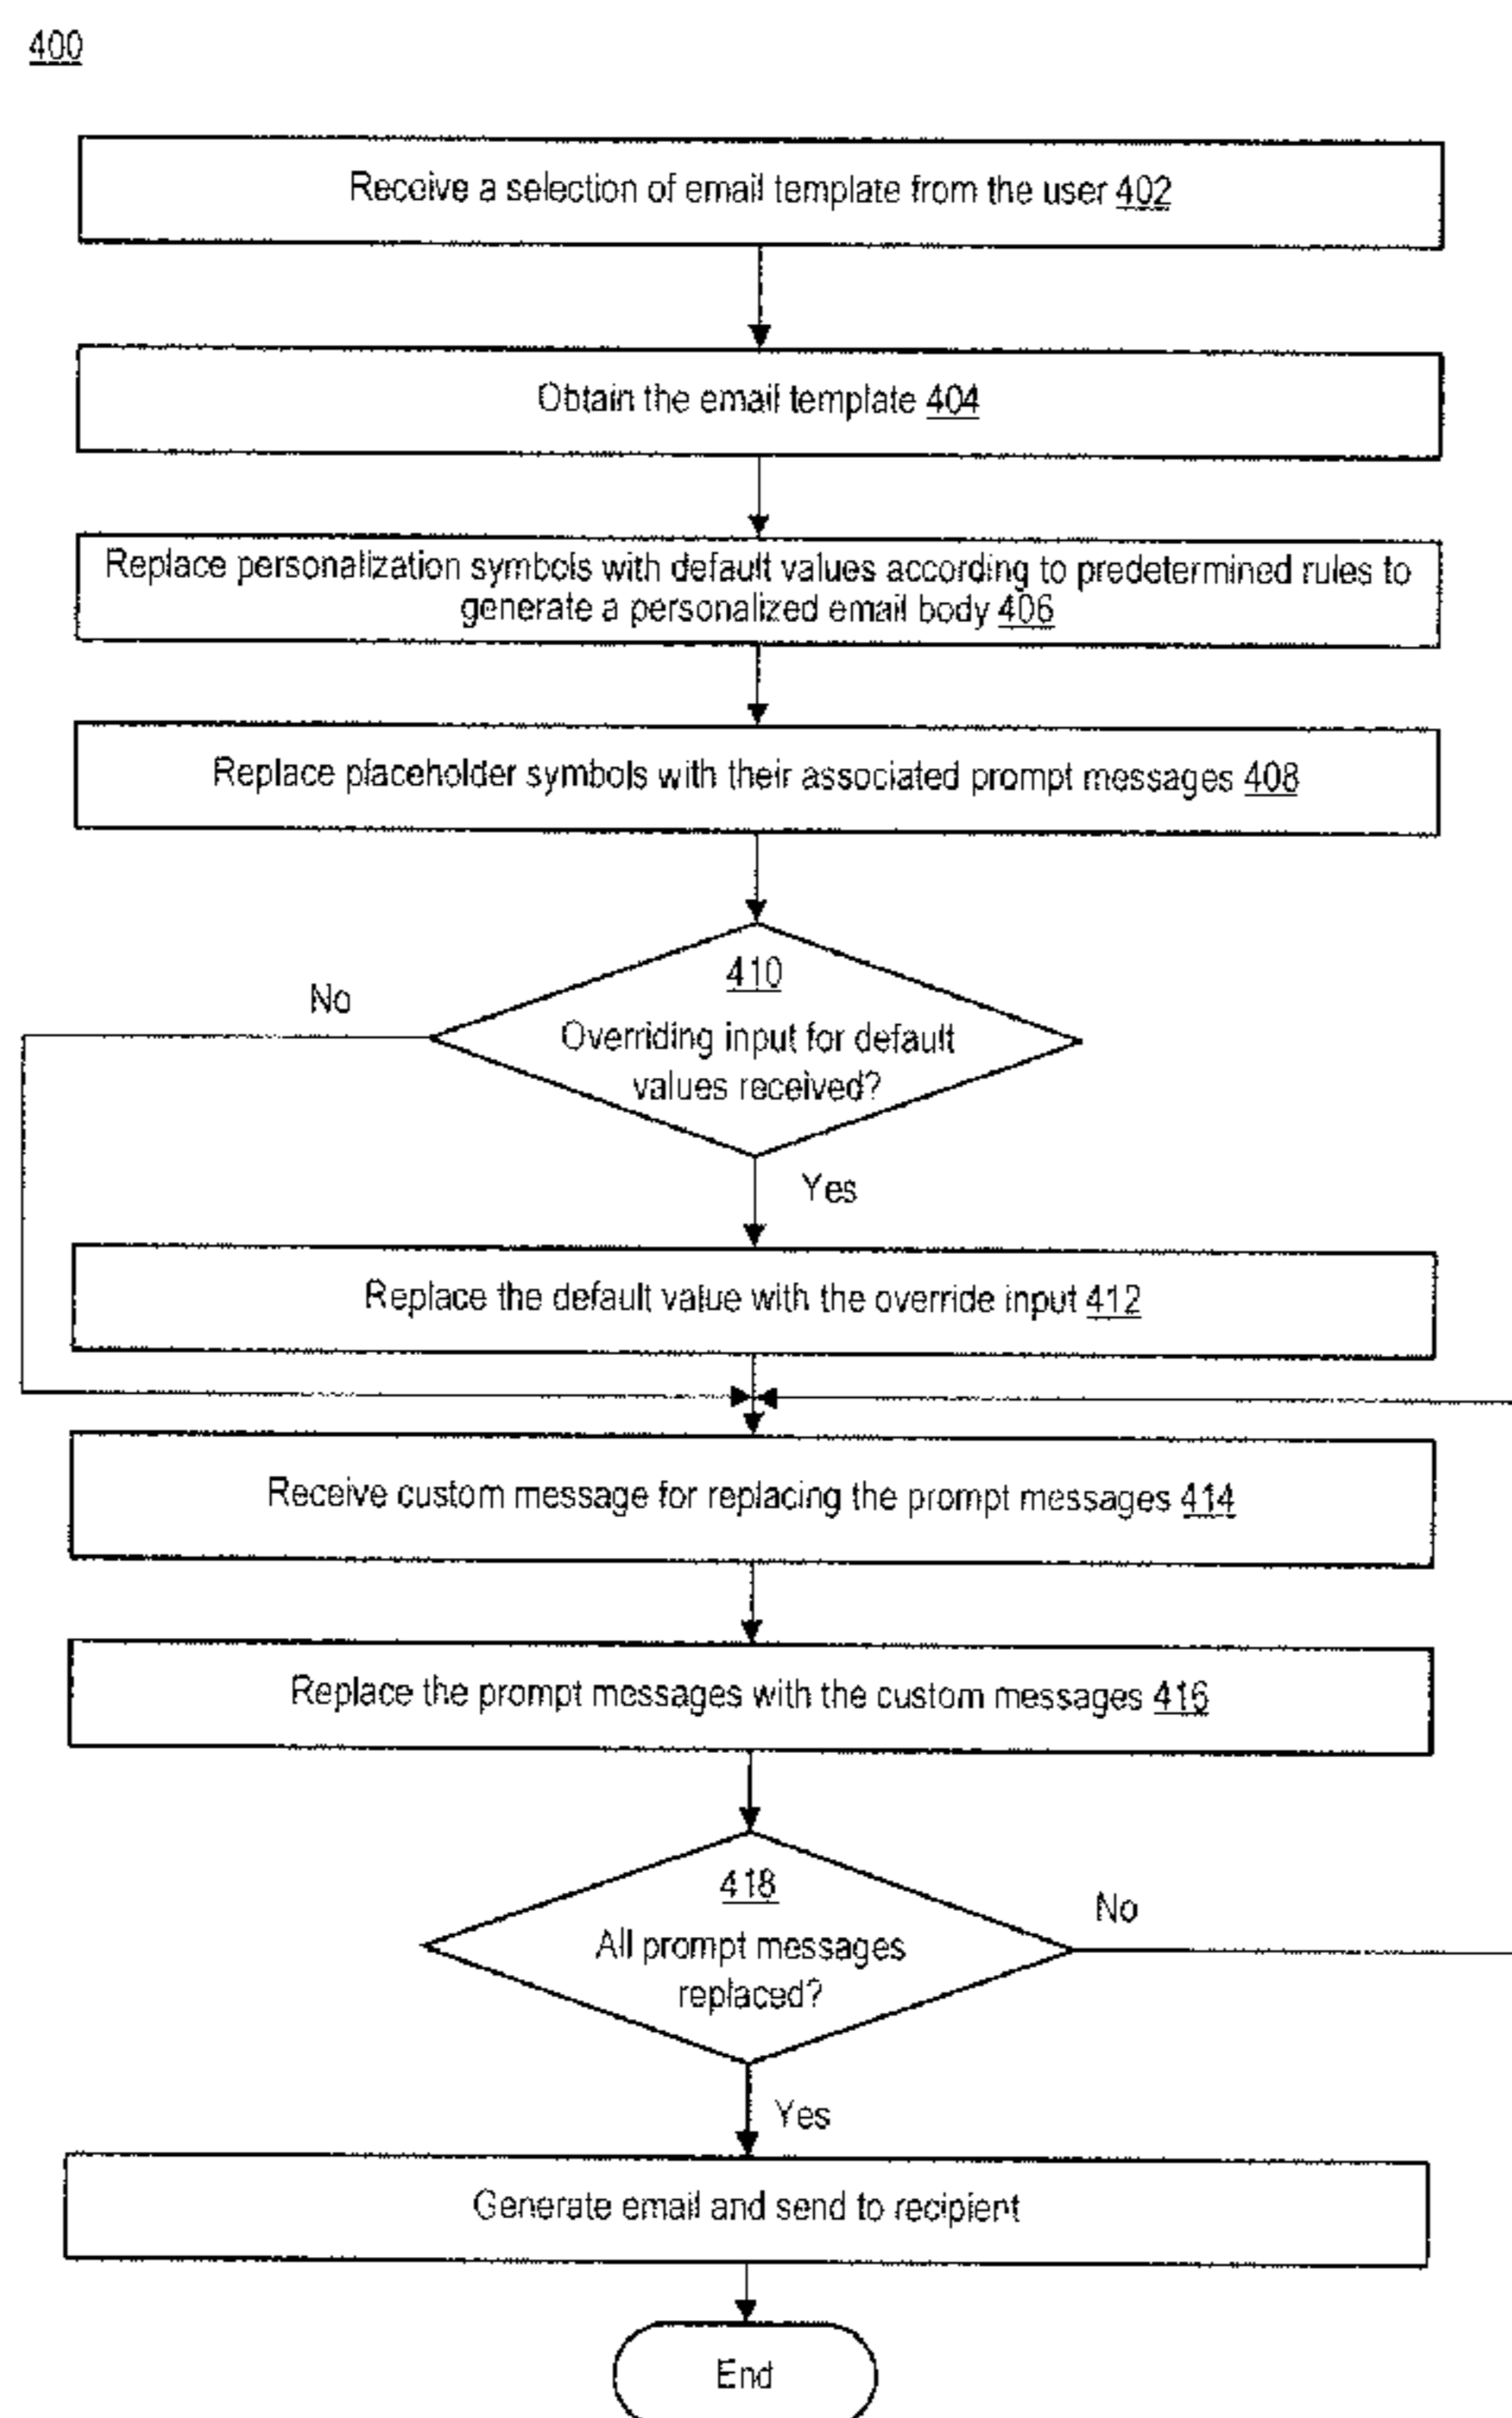 400
Receive a selection of email template from the user 402
Obtain the email template 404
Replace personalization symbols with default values according to predetermined rules to
generate a personalized email body 406
Replace placeholder symbols with their associated prompt messages 408
410
No
Overriding input for default
values received?
Yes
Replace the default value with the override input 412
Receive custom message for replacing the prompt messages 414
Replace the prompt messages with the custom messages 416
418
No
All prompt messages
replaced?
Yes
Generate email and send to recipient
End